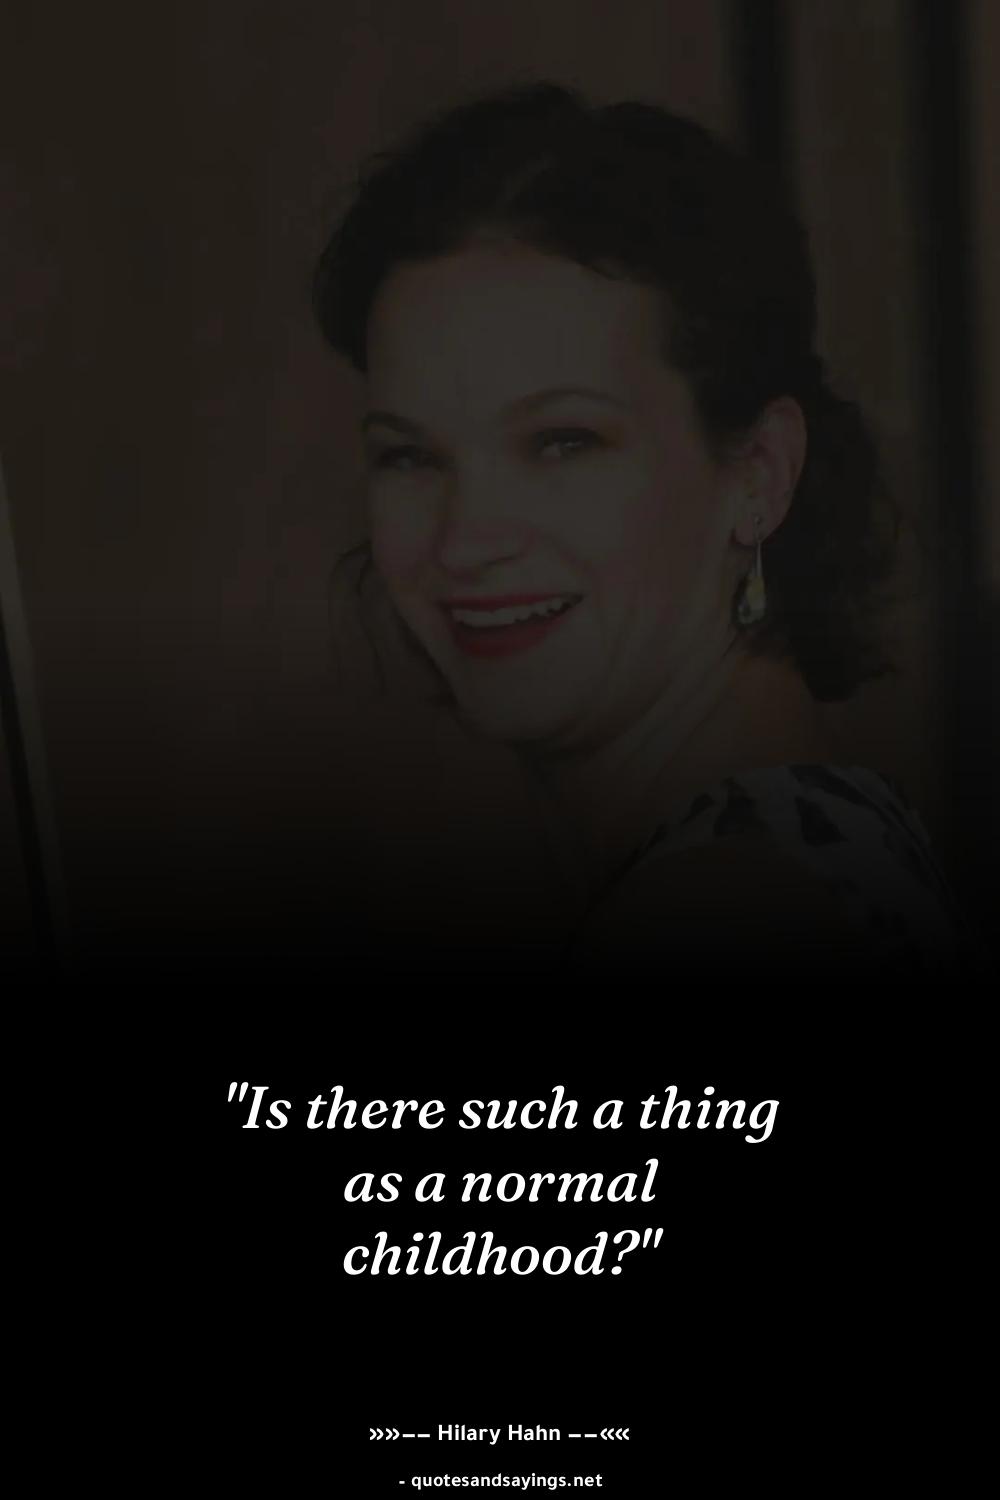 "Is there such a thing
as a normal
childhood?"
»»–– Hilary Hahn ––««
- quotesandsayings.net